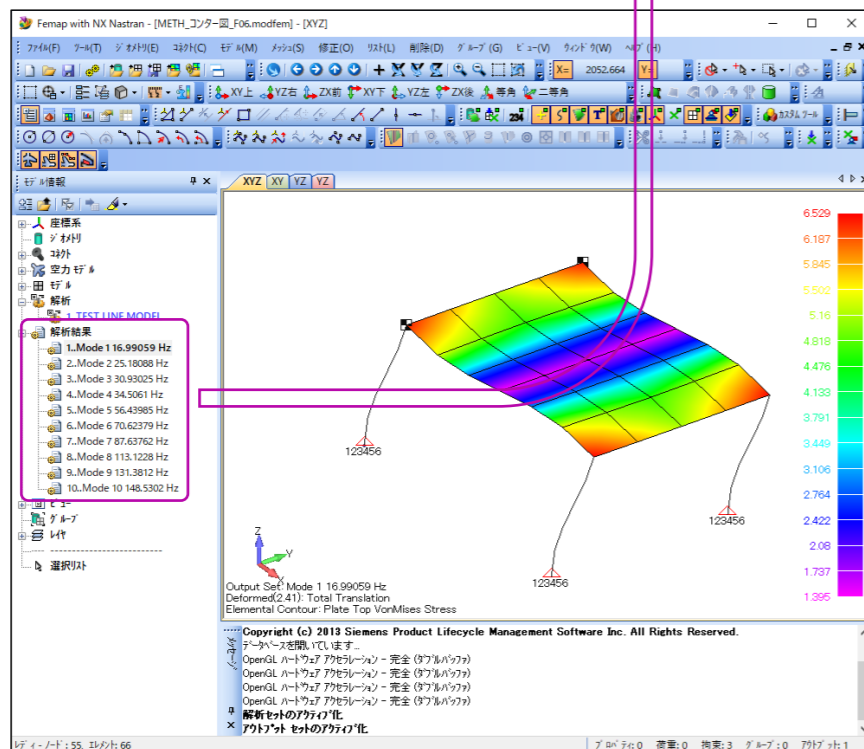 Femap with NX Nastran - [METH_コンター図_F06.modfem] - [XYZ]
ファイル(F) ツール(T) ジオメトリ(E) コネクト(C) モデル(M) メッシュ(S) 修正(O) リスト(L) 削除(D) グループ(G) ビュー(V) ウィンドウ(W) ヘルプ(H)
X= 2052.664 Y=
XY上 YZ右 ZX前 XY下 YZ左 ZX後 等角 二等角
234 T カスタム ツール
モデル情報
XYZ XY YZ YZ
座標系
ジオメトリ
コネクト
空力モデル
モデル
解析
1..TEST LINE MODEL
解析結果
1..Mode 1 16.99059 Hz
2..Mode 2 25.18088 Hz
3..Mode 3 30.93025 Hz
4..Mode 4 34.5061 Hz
5..Mode 5 56.43985 Hz
6..Mode 6 70.62379 Hz
7..Mode 7 87.63762 Hz
8..Mode 8 113.1228 Hz
9..Mode 9 131.3812 Hz
10..Mode 10 148.5302 Hz
ビュー
グループ
レイヤ
選択リスト
6.529
6.187
5.845
5.502
5.16
4.818
4.476
4.133
3.791
3.449
3.106
2.764
2.422
2.08
1.737
1.395
123456
123456
123456
123456
Z
Y
X
Output Set: Mode 1 16.99059 Hz
Deformed(2.41): Total Translation
Elemental Contour: Plate Top VonMises Stress
メッセージ
Copyright (c) 2013 Siemens Product Lifecycle Management Software Inc. All Rights Reserved.
データベースを開いています...
OpenGL ハードウェア アクセラレーション - 完全 (ダブルバッファ)
OpenGL ハードウェア アクセラレーション - 完全 (ダブルバッファ)
OpenGL ハードウェア アクセラレーション - 完全 (ダブルバッファ)
OpenGL ハードウェア アクセラレーション - 完全 (ダブルバッファ)
解析セットのアクティブ化
アウトプット セットのアクティブ化
レディ - ノード : 55, エレメント: 66
プロパティ: 0 荷重: 0 拘束: 3 グループ: 0 アウトプット: 1